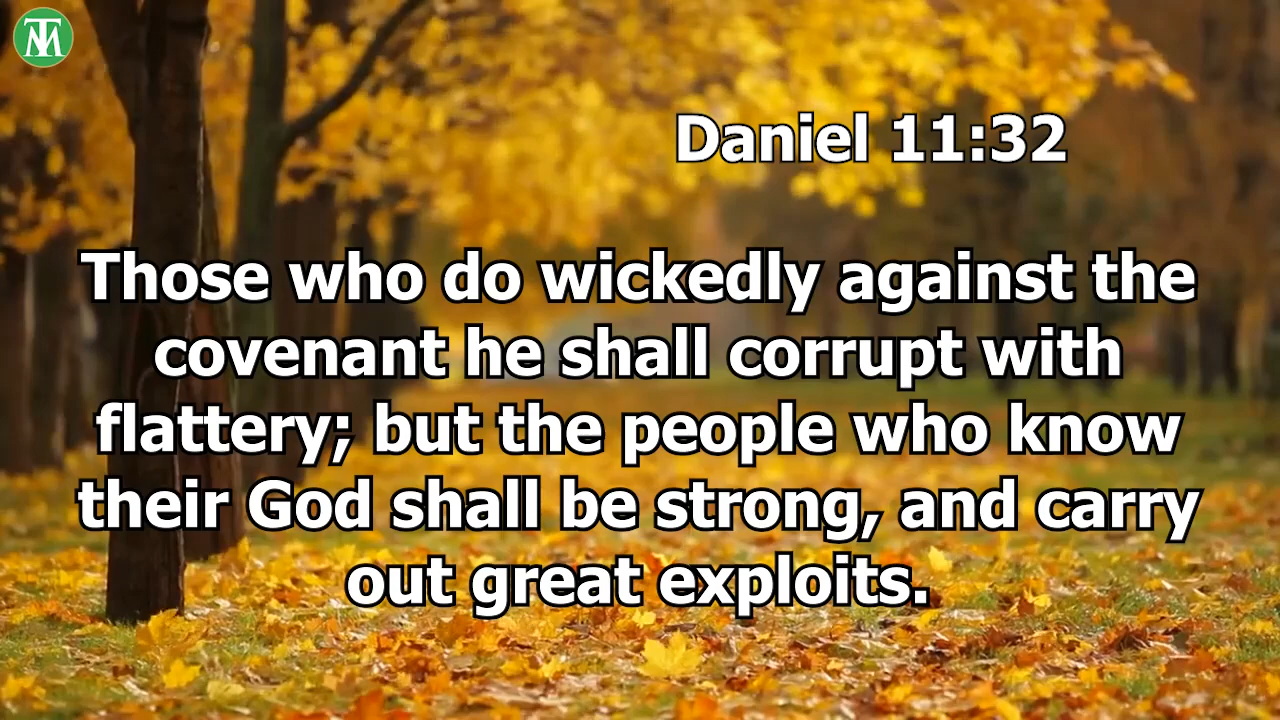 Daniel 11:32
Those who do wickedly against the
covenant he shall corrupt with
flattery; but the people who know
their God shall be strong, and carry
out great exploits.